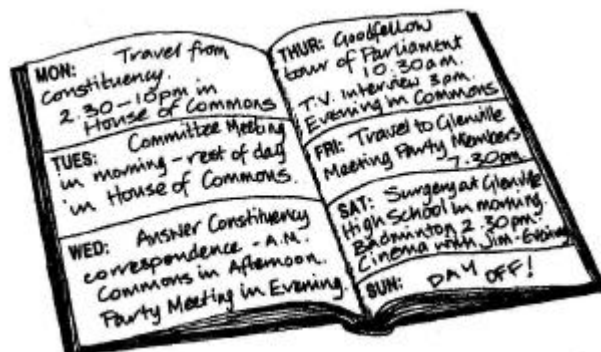 MON: Travel from
constituency.
2.30-10pm in
House of Commons
TUES: Committee Meeting
in morning - rest of day
in House of Commons.
WED: Answer Constituency
correspondence - A.M.
Commons in Afternoon.
Party Meeting in Evening.
THUR: Goodfellow
tour of Parliament
10.30am.
T.V. interview 3pm.
Evening in Commons
FRI: Travel to Glenville
Meeting Party Members
7.30pm
SAT: Surgery at Glenville
High School in morning.
Badminton 2.30pm.
Cinema with Jim-Evening
SUN: DAY OFF!